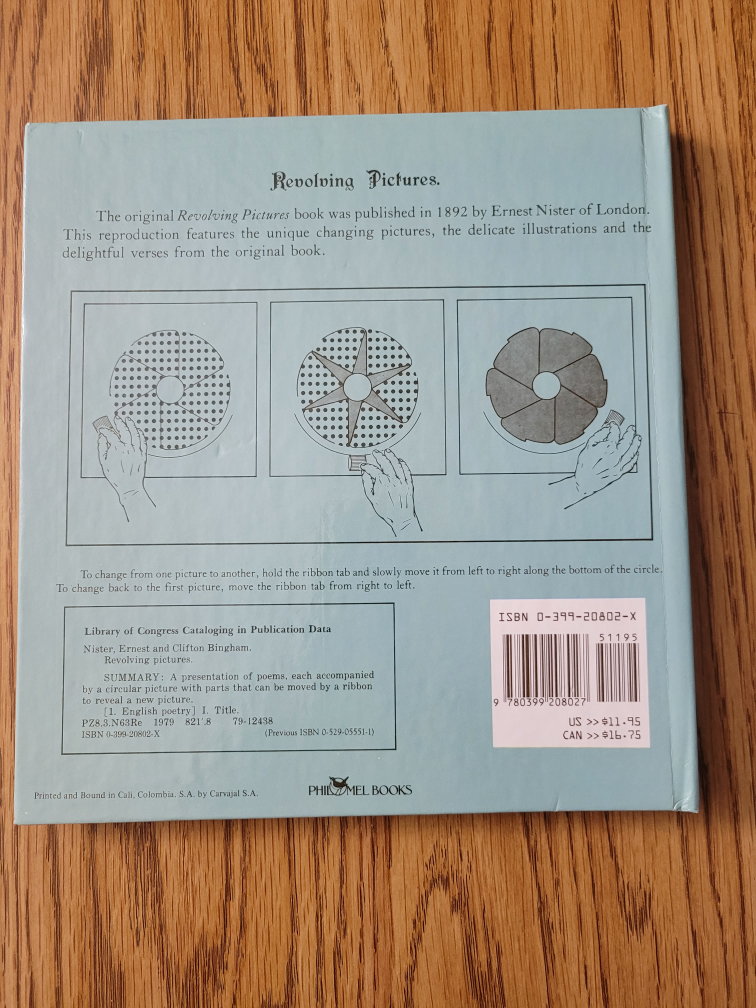 Revolving Pictures.
The original Revolving Pictures book was published in 1892 by Ernest Nister of London.
This reproduction features the unique changing pictures, the delicate illustrations and the
delightful verses from the original book.
To change from one picture to another, hold the ribbon tab and slowly move it from left to right along the bottom of the circle.
To change back to the first picture, move the ribbon tab from right to left.
Library of Congress Cataloging in Publication Data
Nister, Ernest and Clifton Bingham.
Revolving pictures.
SUMMARY: A presentation of poems, each accompanied
by a circular picture with parts that can be moved by a ribbon
to reveal a new picture.
[1. English poetry] I. Title.
PZ8.3.N63Re 1979 821'.8 79-12438
ISBN 0-399-20802-X (Previous ISBN 0-529-05551-1)
ISBN 0-399-20802-X
51195
9 780399 208027
US >> $11.95
CAN >> $16.75
Printed and Bound in Cali, Colombia. S.A. by Carvajal S.A.
PHILOMEL BOOKS